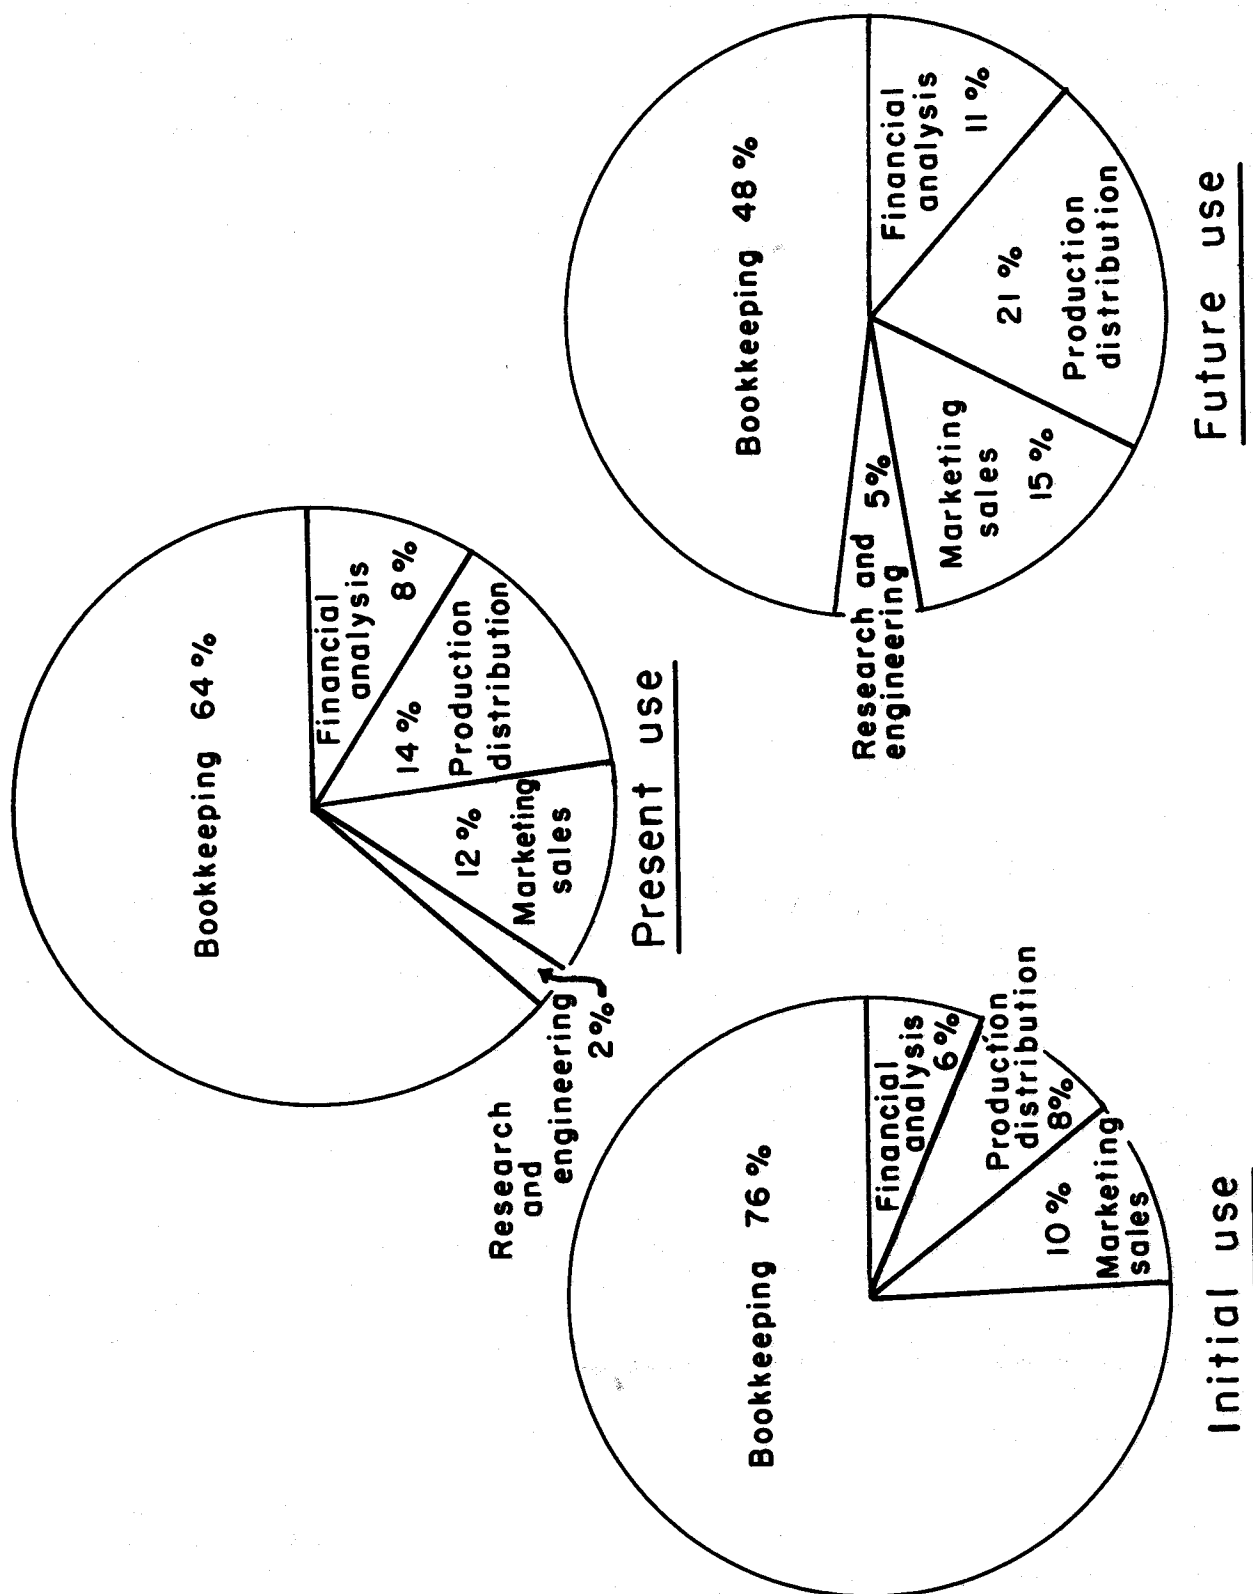 Bookkeeping 76%
Financial
analysis
6%
Production
distribution
8%
10%
Marketing
sales
Initial use
Bookkeeping 64%
Financial
analysis
8%
14%
Production
distribution
12%
Marketing
sales
Research
and
engineering
2%
Present use
Bookkeeping 48%
Financial
analysis
11%
21%
Production
distribution
Marketing
sales
15%
Research and 5%
engineering
Future use